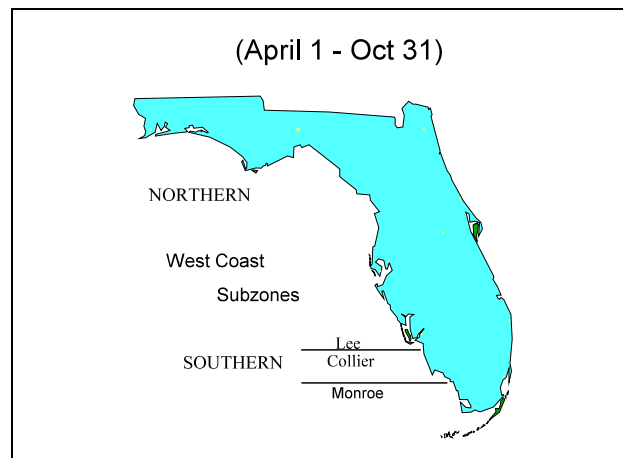 (April 1 - Oct 31)
NORTHERN
West Coast
Subzones
Lee
SOUTHERN
Collier
Monroe